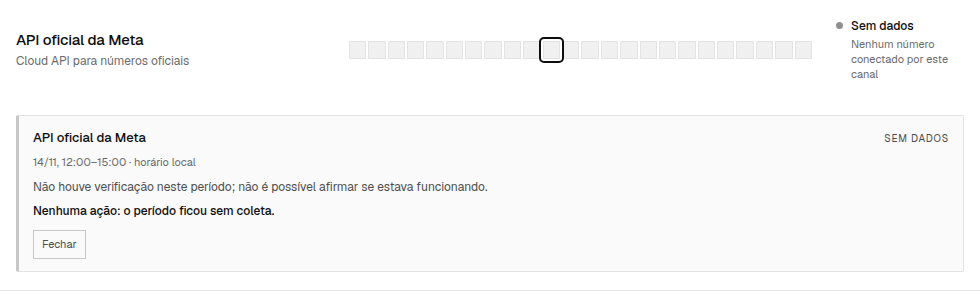 API oficial da Meta
Cloud API para números oficiais
Sem dados
Nenhum número
conectado por este
canal
API oficial da Meta
SEM DADOS
14/11, 12:00–15:00 · horário local
Não houve verificação neste período; não é possível afirmar se estava funcionando.
Nenhuma ação: o período ficou sem coleta.
Fechar